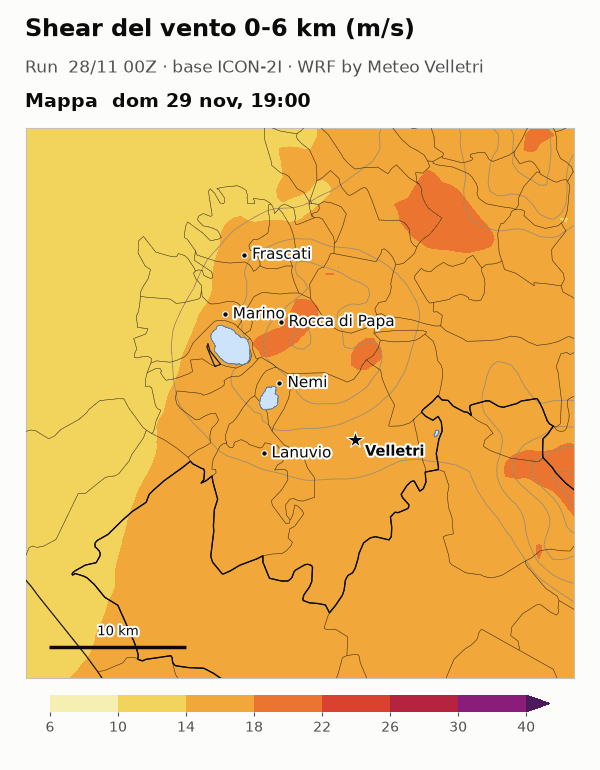 Shear del vento 0-6 km (m/s)
Run  28/11 00Z · base ICON-2I · WRF by Meteo Velletri
Mappa  dom 29 nov, 19:00
Frascati
Marino
Rocca di Papa
Nemi
Velletri
Lanuvio
10 km
6 10 14 18 22 26 30 40